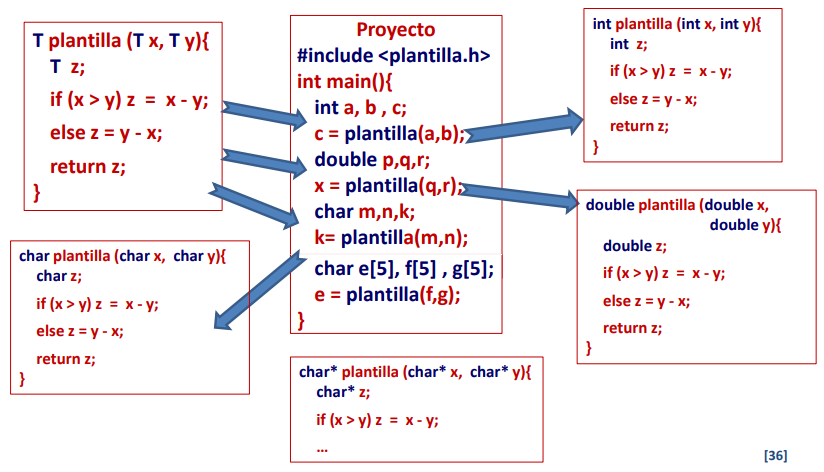 T plantilla (T x, T y){
T z;
if (x > y) z = x - y;
else z = y - x;
return z;
}
Proyecto
#include <plantilla.h>
int main(){
int a, b , c;
c = plantilla(a,b);
double p,q,r;
x = plantilla(q,r);
char m,n,k;
k= plantilla(m,n);
char e[5], f[5] , g[5];
e = plantilla(f,g);
}
int plantilla (int x, int y){
int z;
if (x > y) z = x - y;
else z = y - x;
return z;
}
double plantilla (double x,
double y){
double z;
if (x > y) z = x - y;
else z = y - x;
return z;
}
char plantilla (char x, char y){
char z;
if (x > y) z = x - y;
else z = y - x;
return z;
}
char* plantilla (char* x, char* y){
char* z;
if (x > y) z = x - y;
...
[36]